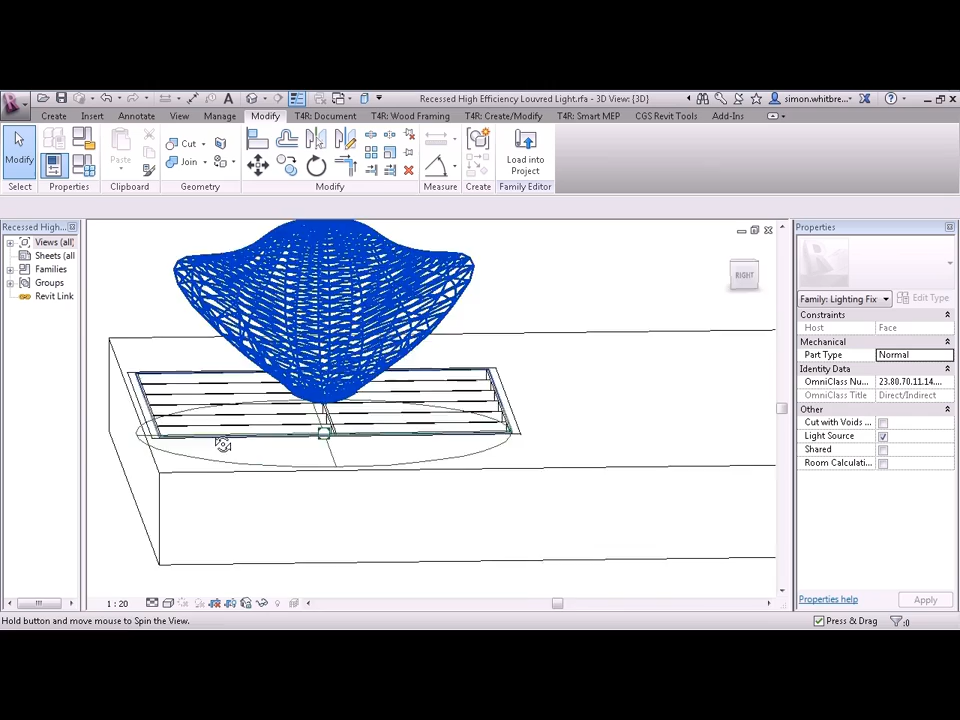 Recessed High Efficiency Louvred Light.rfa - 3D View: {3D}
simon.whitbre...
Create Insert Annotate View Manage Modify T4R: Document T4R: Wood Framing T4R: Create/Modify T4R: Smart MEP CGS Revit Tools Add-Ins
Modify
Paste
Cut
Join
Load into
Project
Select Properties Clipboard Geometry Modify Measure Create Family Editor
Recessed High...
Views (all)
Sheets (all
Families
Groups
Revit Link
RIGHT
Properties
Family: Lighting Fix
Edit Type
Constraints
Host Face
Mechanical
Part Type Normal
Identity Data
OmniClass Nu... 23.80.70.11.14....
OmniClass Title Direct/Indirect
Other
Cut with Voids ...
Light Source
Shared
Room Calculati...
Properties help
Apply
1 : 20
Hold button and move mouse to Spin the View.
Press & Drag
:0